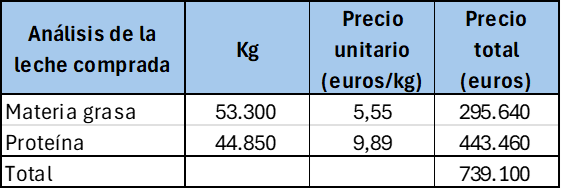 Análisis de la leche comprada Kg Precio unitario (euros/kg) Precio total (euros)
Materia grasa 53.300 5,55 295.640
Proteína 44.850 9,89 443.460
Total 739.100